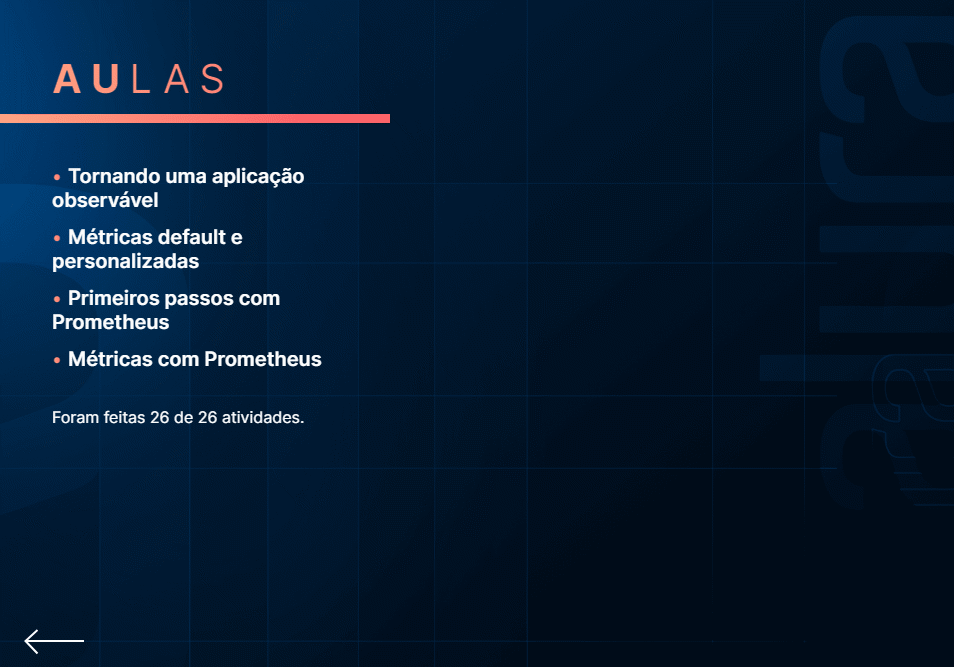 AULAS
• Tornando uma aplicação
observável
• Métricas default e
personalizadas
• Primeiros passos com
Prometheus
• Métricas com Prometheus
Foram feitas 26 de 26 atividades.
alura